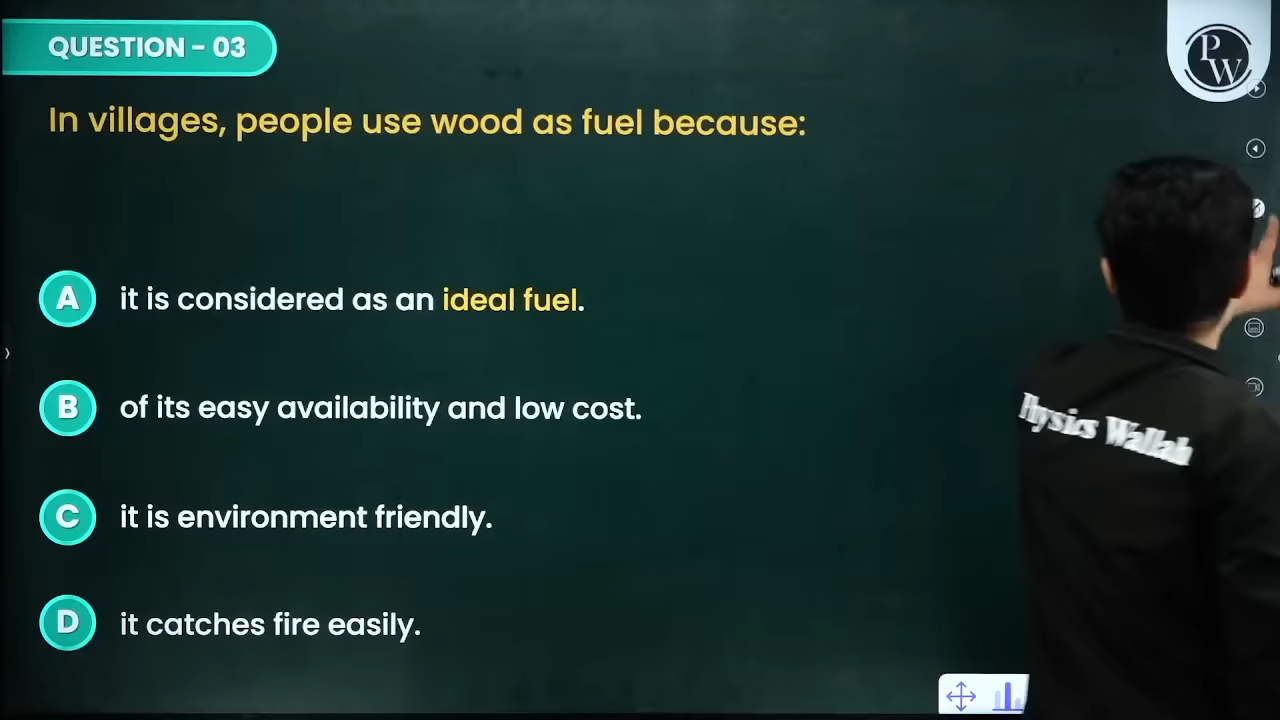 QUESTION - 03
PW
In villages, people use wood as fuel because:
A it is considered as an ideal fuel.
B of its easy availability and low cost.
C it is environment friendly.
D it catches fire easily.
Physics Wallah